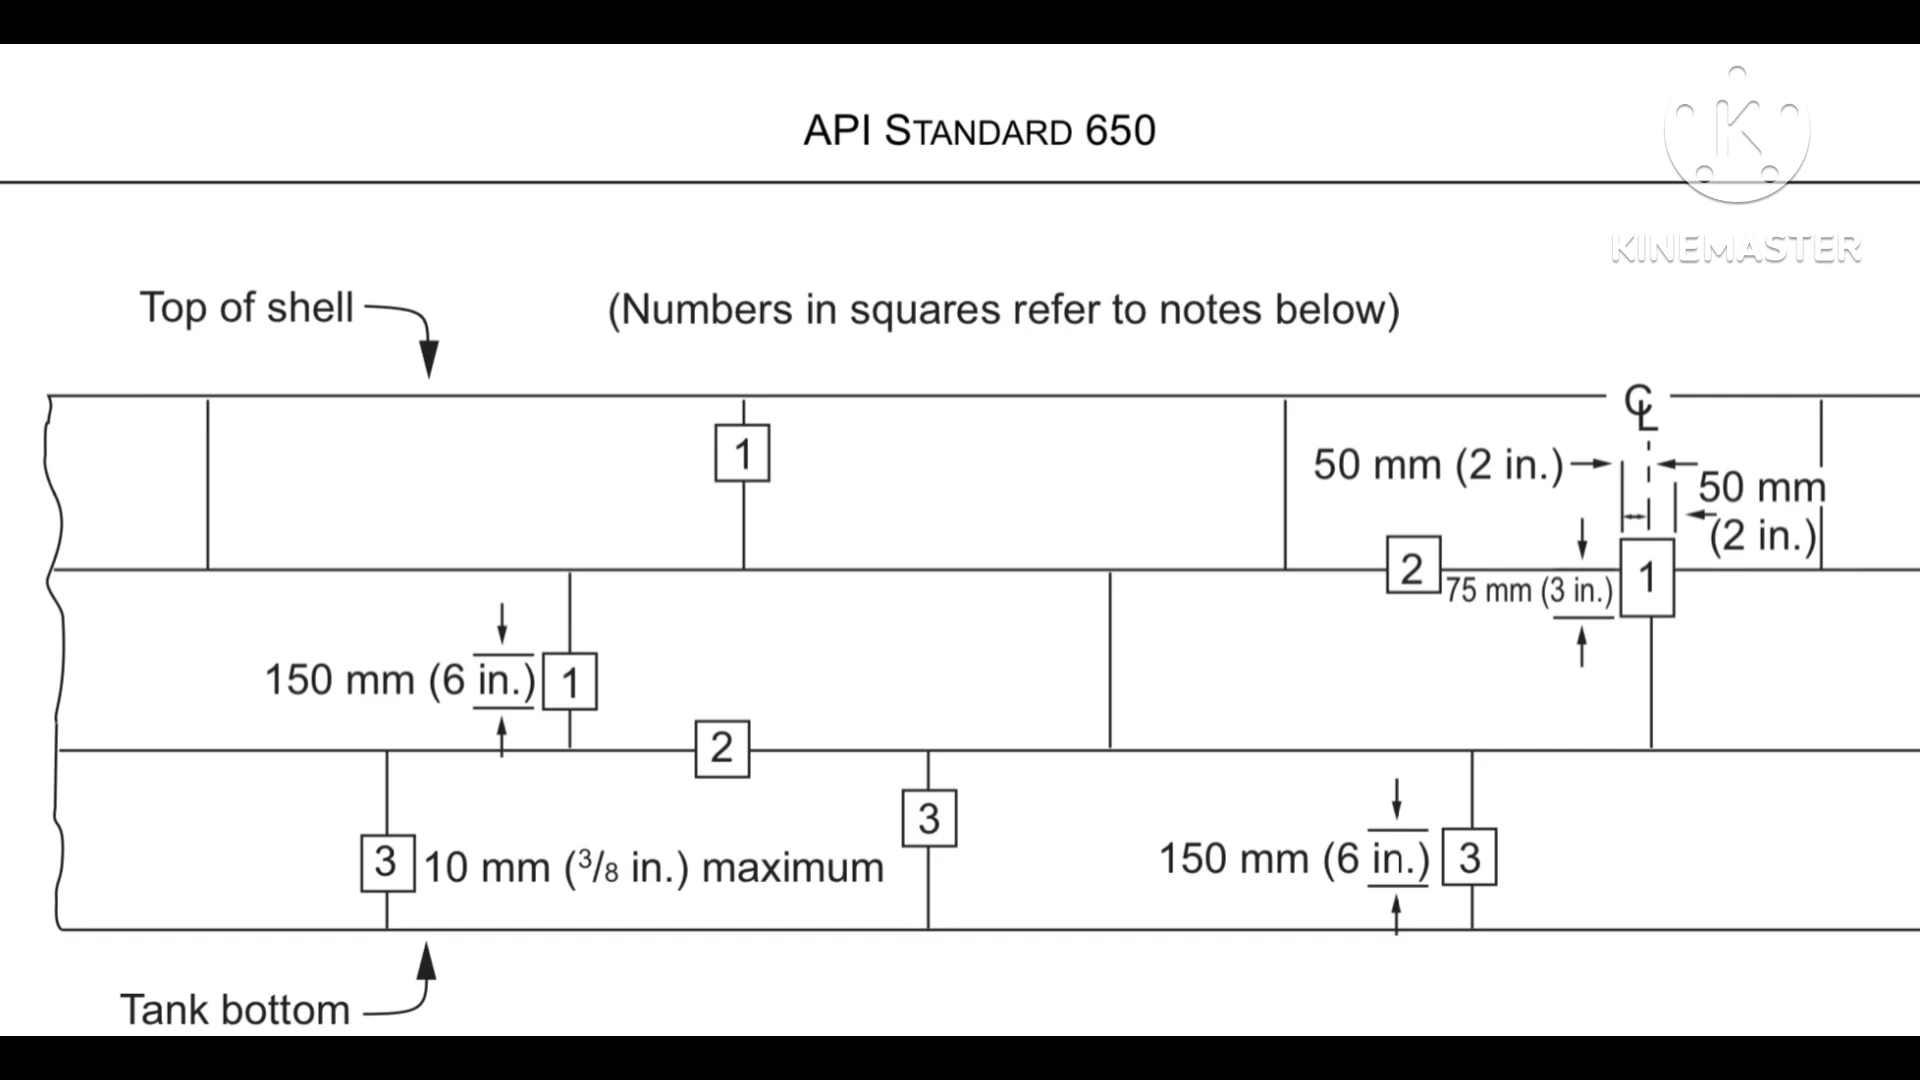 API STANDARD 650
KINEMASTER
Top of shell
(Numbers in squares refer to notes below)
℄
1
50 mm (2 in.)
50 mm
(2 in.)
2
75 mm (3 in.)
1
150 mm (6 in.)
1
2
3
3
10 mm (3/8 in.) maximum
150 mm (6 in.)
3
Tank bottom